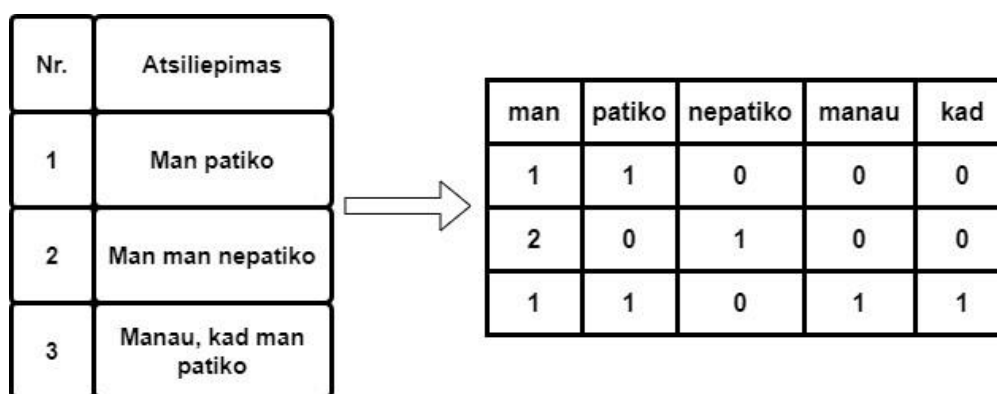 Nr. Atsiliepimas
1 Man patiko
2 Man man nepatiko
3 Manau, kad man
patiko
man patiko nepatiko manau kad
1 1 0 0 0
2 0 1 0 0
1 1 0 1 1